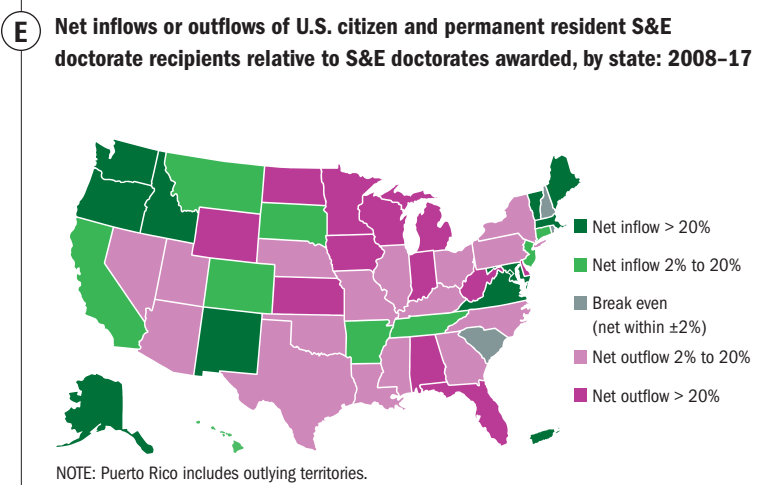 E
Net inflows or outflows of U.S. citizen and permanent resident S&E
doctorate recipients relative to S&E doctorates awarded, by state: 2008–17
Net inflow > 20%
Net inflow 2% to 20%
Break even
(net within ±2%)
Net outflow 2% to 20%
Net outflow > 20%
NOTE: Puerto Rico includes outlying territories.